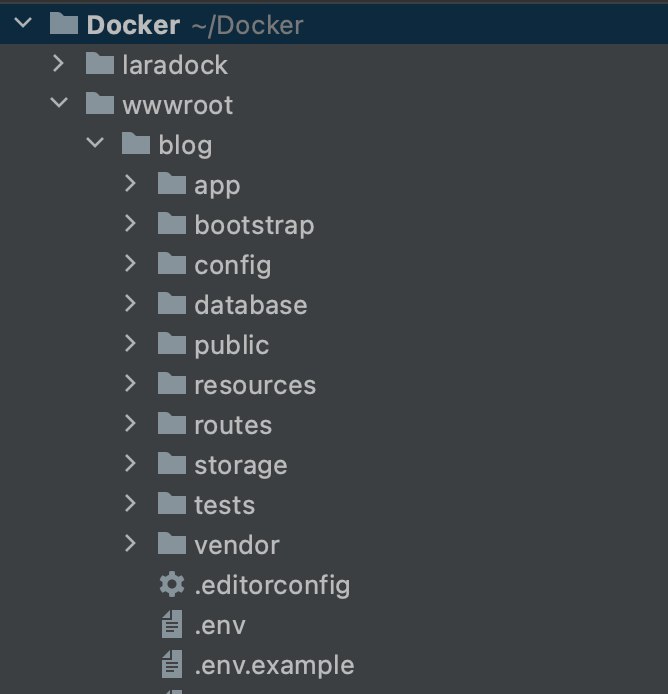 Docker ~/Docker
laradock
wwwroot
blog
app
bootstrap
config
database
public
resources
routes
storage
tests
vendor
.editorconfig
.env
.env.example